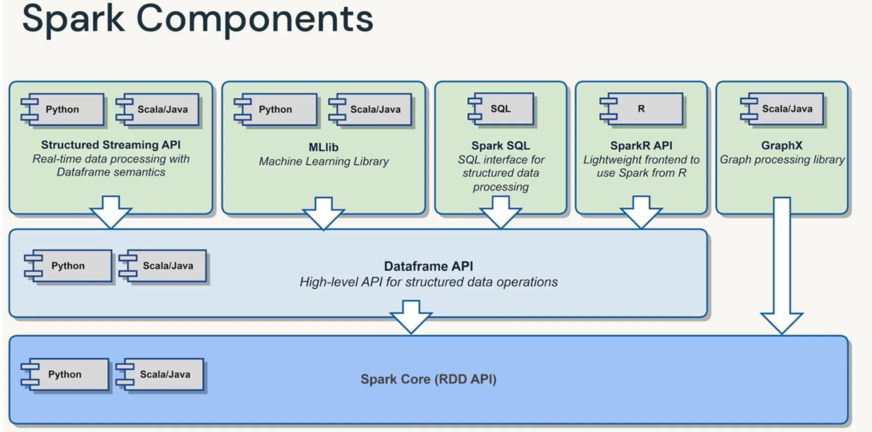 Spark Components
Python
Scala/Java
Structured Streaming API
Real-time data processing with
Dataframe semantics
Python
Scala/Java
MLlib
Machine Learning Library
SQL
Spark SQL
SQL interface for
structured data
processing
R
SparkR API
Lightweight frontend to
use Spark from R
Scala/Java
GraphX
Graph processing library
Python
Scala/Java
Dataframe API
High-level API for structured data operations
Python
Scala/Java
Spark Core (RDD API)